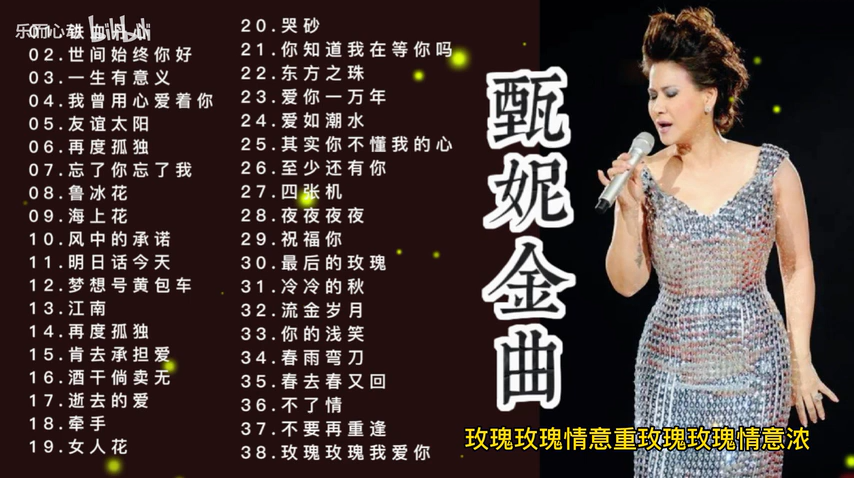 乐而心动 bilibili
01. 铁血丹心
02. 世间始终你好
03. 一生有意义
04. 我曾用心爱着你
05. 友谊太阳
06. 再度孤独
07. 忘了你忘了我
08. 鲁冰花
09. 海上花
10. 风中的承诺
11. 明日话今天
12. 梦想号黄包车
13. 江南
14. 再度孤独
15. 肯去承担爱
16. 酒干倘卖无
17. 逝去的爱
18. 牵手
19. 女人花
20. 哭砂
21. 你知道我在等你吗
22. 东方之珠
23. 爱你一万年
24. 爱如潮水
25. 其实你不懂我的心
26. 至少还有你
27. 四张机
28. 夜夜夜夜
29. 祝福你
30. 最后的玫瑰
31. 冷冷的秋
32. 流金岁月
33. 你的浅笑
34. 春雨弯刀
35. 春去春又回
36. 不了情
37. 不要再重逢
38. 玫瑰玫瑰我爱你
甄妮金曲
玫瑰玫瑰情意重玫瑰玫瑰情意浓